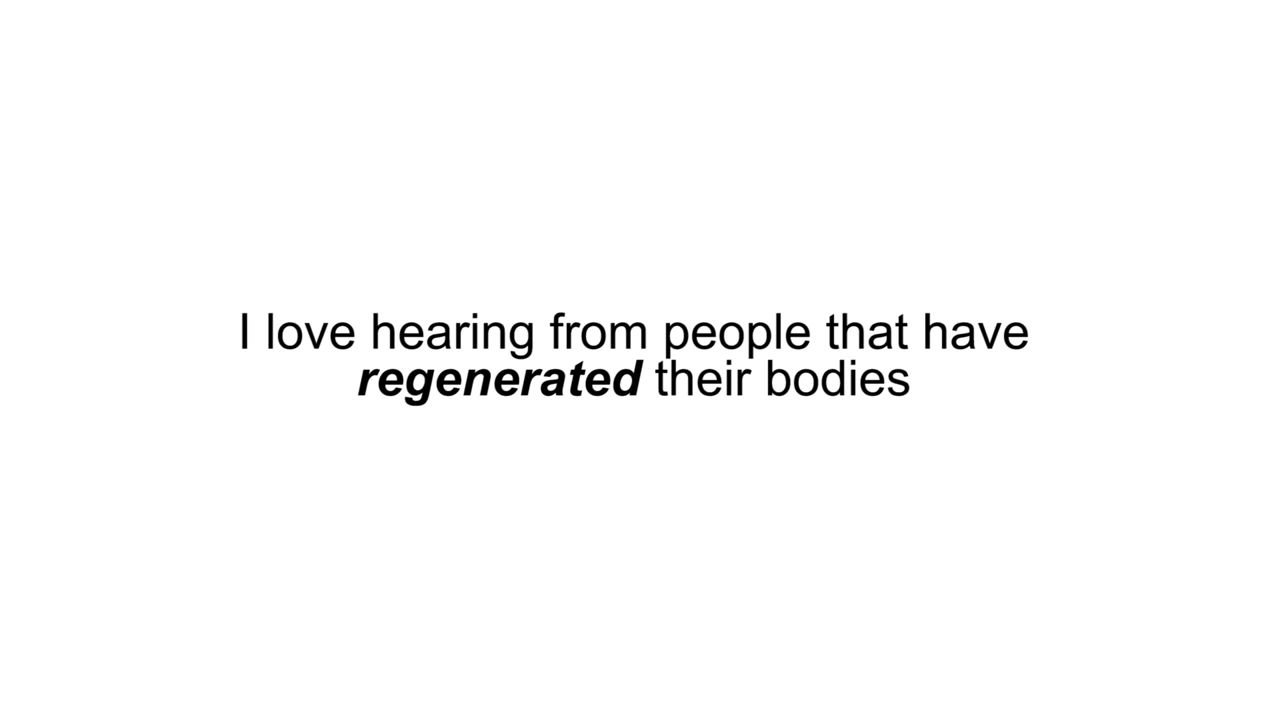 I love hearing from people that have
regenerated their bodies